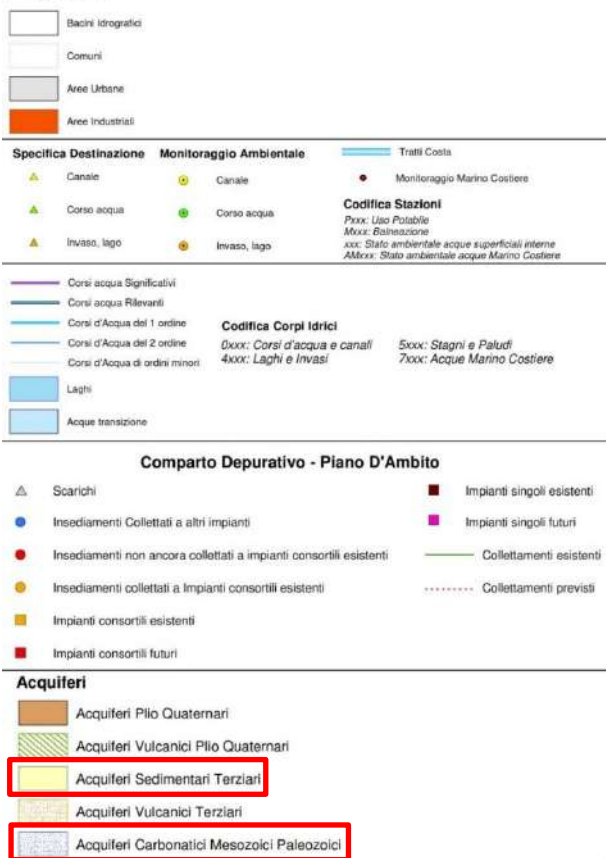 Bacini Idrografici
Comuni
Aree Urbane
Aree Industriali
Specifica Destinazione
Canale
Corso acqua
Invaso, lago
Monitoraggio Ambientale
Canale
Corso acqua
Invaso, lago
Tratti Costa
Monitoraggio Marino Costiere
Codifica Stazioni
Pxxx: Uso Potabile
Mxxx: Balneazione
xxx: Stato ambientale acque superficiali interne
AMxxx: Stato ambientale acque Marino Costiere
Corsi acqua Significativi
Corsi acqua Rilevanti
Corsi d'Acqua del 1 ordine
Corsi d'Acqua del 2 ordine
Corsi d'Acqua di ordini minori
Laghi
Acque transizione
Codifica Corpi Idrici
0xxx: Corsi d'acqua e canali
4xxx: Laghi e Invasi
5xxx: Stagni e Paludi
7xxx: Acque Marino Costiere
Comparto Depurativo - Piano D'Ambito
Scarichi
Insediamenti Collettati a altri impianti
Insediamenti non ancora collettati a impianti consortili esistenti
Insediamenti collettati a Impianti consortili esistenti
Impianti consortili esistenti
Impianti consortili futuri
Impianti singoli esistenti
Impianti singoli futuri
Collettamenti esistenti
Collettamenti previsti
Acquiferi
Acquiferi Plio Quaternari
Acquiferi Vulcanici Plio Quaternari
Acquiferi Sedimentari Terziari
Acquiferi Vulcanici Terziari
Acquiferi Carbonatici Mesozoici Paleozoici